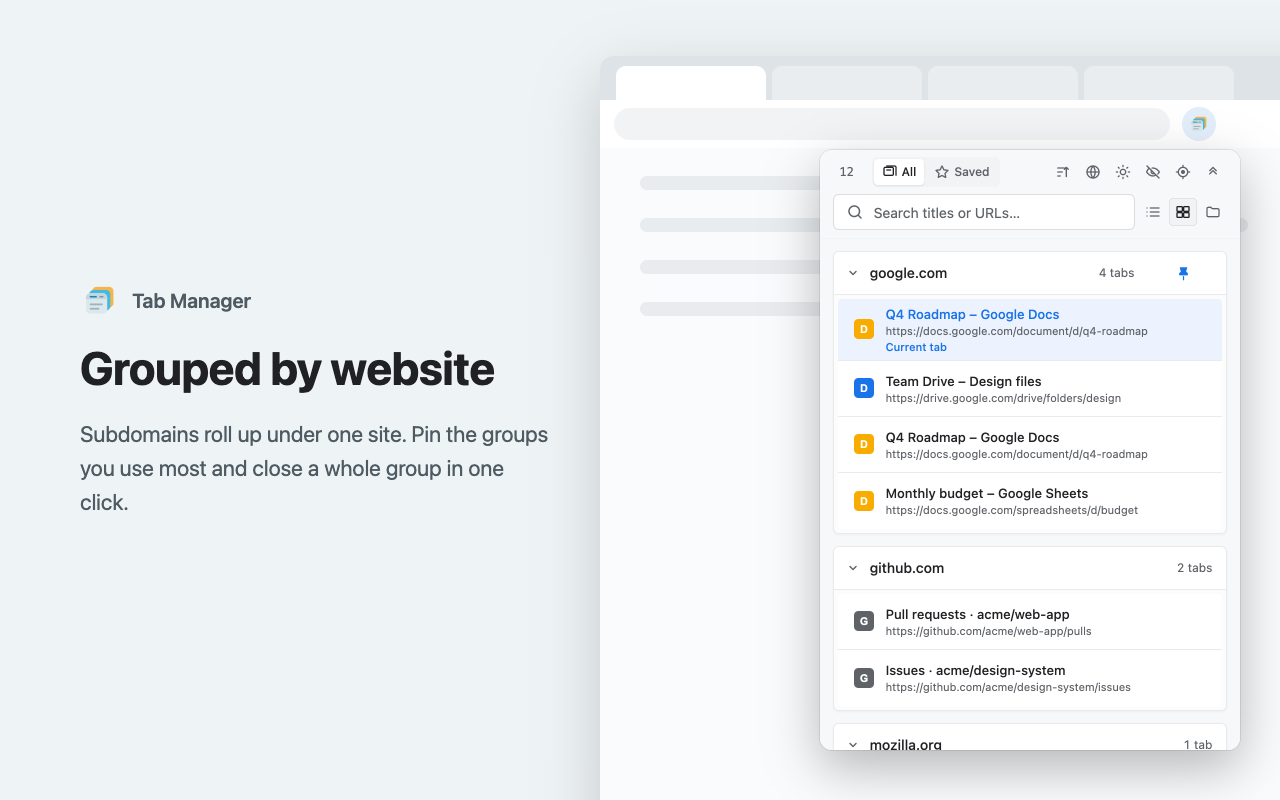 Tab Manager
Grouped by website
Subdomains roll up under one site. Pin the groups
you use most and close a whole group in one
click.
12 All Saved
Search titles or URLs...
google.com 4 tabs
D Q4 Roadmap – Google Docs
https://docs.google.com/document/d/q4-roadmap
Current tab
D Team Drive – Design files
https://drive.google.com/drive/folders/design
D Q4 Roadmap – Google Docs
https://docs.google.com/document/d/q4-roadmap
D Monthly budget – Google Sheets
https://docs.google.com/spreadsheets/d/budget
github.com 2 tabs
G Pull requests · acme/web-app
https://github.com/acme/web-app/pulls
G Issues · acme/design-system
https://github.com/acme/design-system/issues
mozilla.org 1 tab